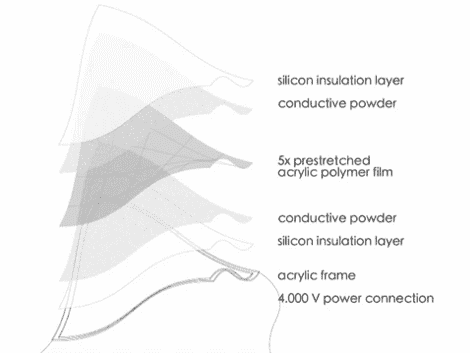 silicon insulation layer
conductive powder
5x prestretched
acrylic polymer film
conductive powder
silicon insulation layer
acrylic frame
4.000 V power connection